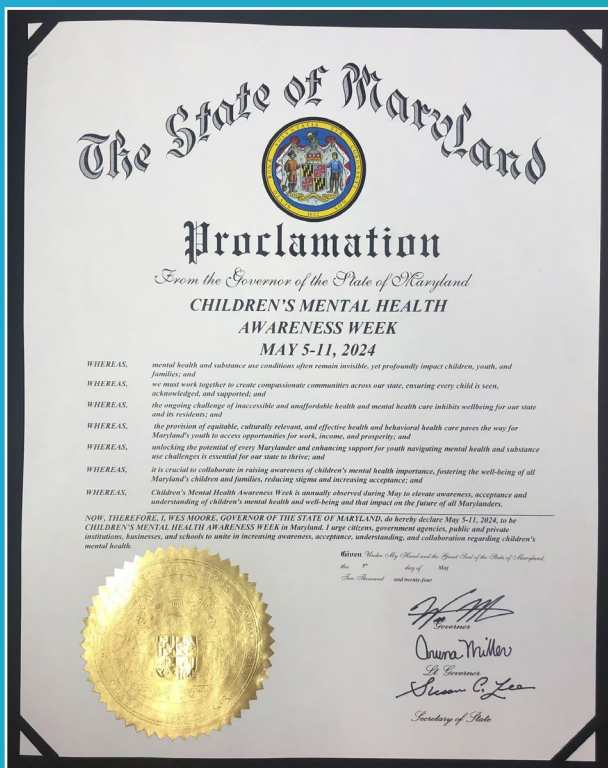 The State of Maryland
Proclamation
From the Governor of the State of Maryland
CHILDREN'S MENTAL HEALTH
AWARENESS WEEK
MAY 5-11, 2024
WHEREAS, mental health and substance use conditions often remain invisible, yet profoundly impact children, youth, and
families; and
WHEREAS, we must work together to create compassionate communities across our state, ensuring every child is seen,
acknowledged, and supported; and
WHEREAS, the ongoing challenge of inaccessible and unaffordable health and mental health care inhibits wellbeing for our state
and its residents; and
WHEREAS, the provision of equitable, culturally relevant, and effective health and behavioral health care paves the way for
Maryland's youth to access opportunities for work, income, and prosperity; and
WHEREAS, unlocking the potential of every Marylander and enhancing support for youth navigating mental health and substance
use challenges is essential for our state to thrive; and
WHEREAS, it is crucial to collaborate in raising awareness of children's mental health importance, fostering the well-being of all
Maryland's children and families, reducing stigma and increasing acceptance; and
WHEREAS, Children's Mental Health Awareness Week is annually observed during May to elevate awareness, acceptance and
understanding of children's mental health and well-being and that impact on the future of all Marylanders.
NOW, THEREFORE, I, WES MOORE, GOVERNOR OF THE STATE OF MARYLAND, do hereby declare May 5-11, 2024, to be
CHILDREN'S MENTAL HEALTH AWARENESS WEEK in Maryland. I urge citizens, government agencies, public and private
institutions, businesses, and schools to unite in increasing awareness, acceptance, understanding, and collaboration regarding children's
mental health.
Given Under My Hand and the Great Seal of the State of Maryland,
this 5th day of May
Two Thousand and twenty-four
Governor
Aruna Miller
Lt. Governor
Susan C. Lee
Secretary of State